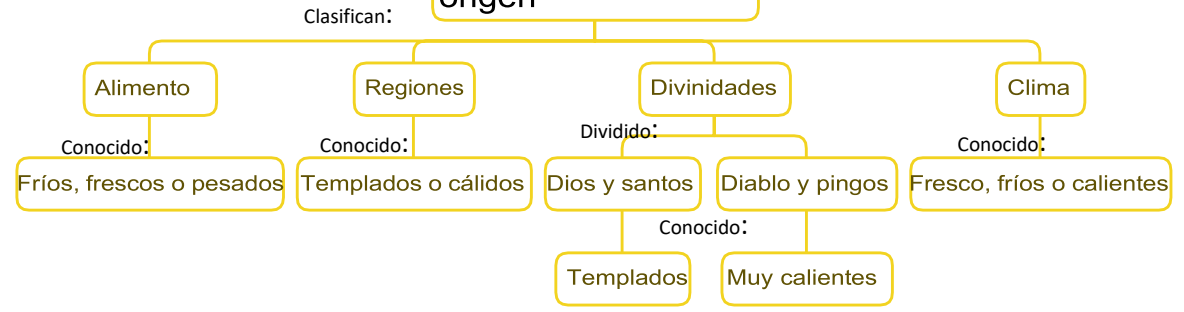 origen
Clasifican:
Alimento
Regiones
Divinidades
Clima
Conocido:
Conocido:
Dividido:
Conocido:
Fríos, frescos o pesados
Templados o cálidos
Dios y santos
Diablo y pingos
Fresco, fríos o calientes
Conocido:
Templados
Muy calientes